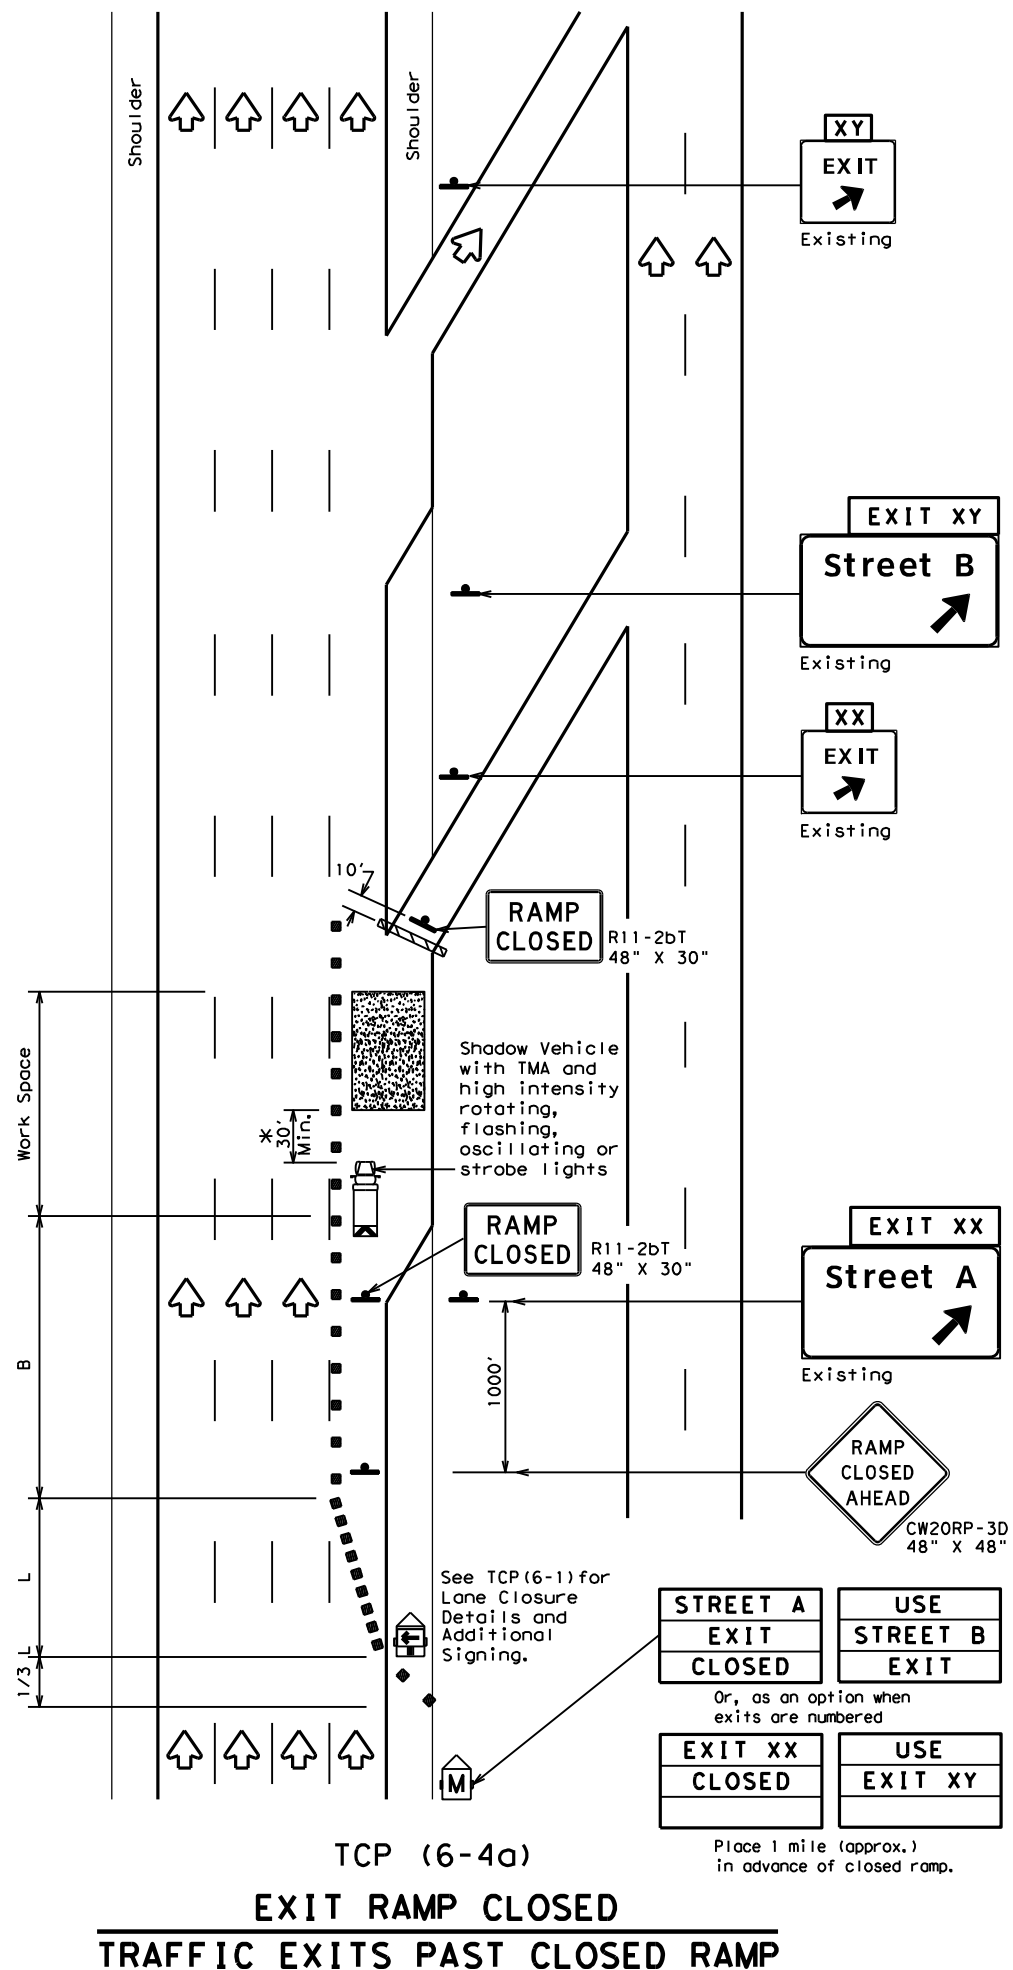 Shoulder
Shoulder
XY
EXIT
Existing
EXIT XY
Street B
Existing
XX
EXIT
Existing
10'
RAMP
CLOSED
R11-2bT
48" X 30"
Work Space
*
30'
Min.
Shadow Vehicle
with TMA and
high intensity
rotating,
flashing,
oscillating or
strobe lights
RAMP
CLOSED
R11-2bT
48" X 30"
EXIT XX
Street A
Existing
B
1000'
RAMP
CLOSED
AHEAD
CW20RP-3D
48" X 48"
L
1/3 L
See TCP(6-1)for
Lane Closure
Details and
Additional
Signing.
STREET A
EXIT
CLOSED
USE
STREET B
EXIT
Or, as an option when
exits are numbered
EXIT XX
CLOSED
USE
EXIT XY
M
Place 1 mile (approx.)
in advance of closed ramp.
TCP (6-4a)
EXIT RAMP CLOSED
TRAFFIC EXITS PAST CLOSED RAMP